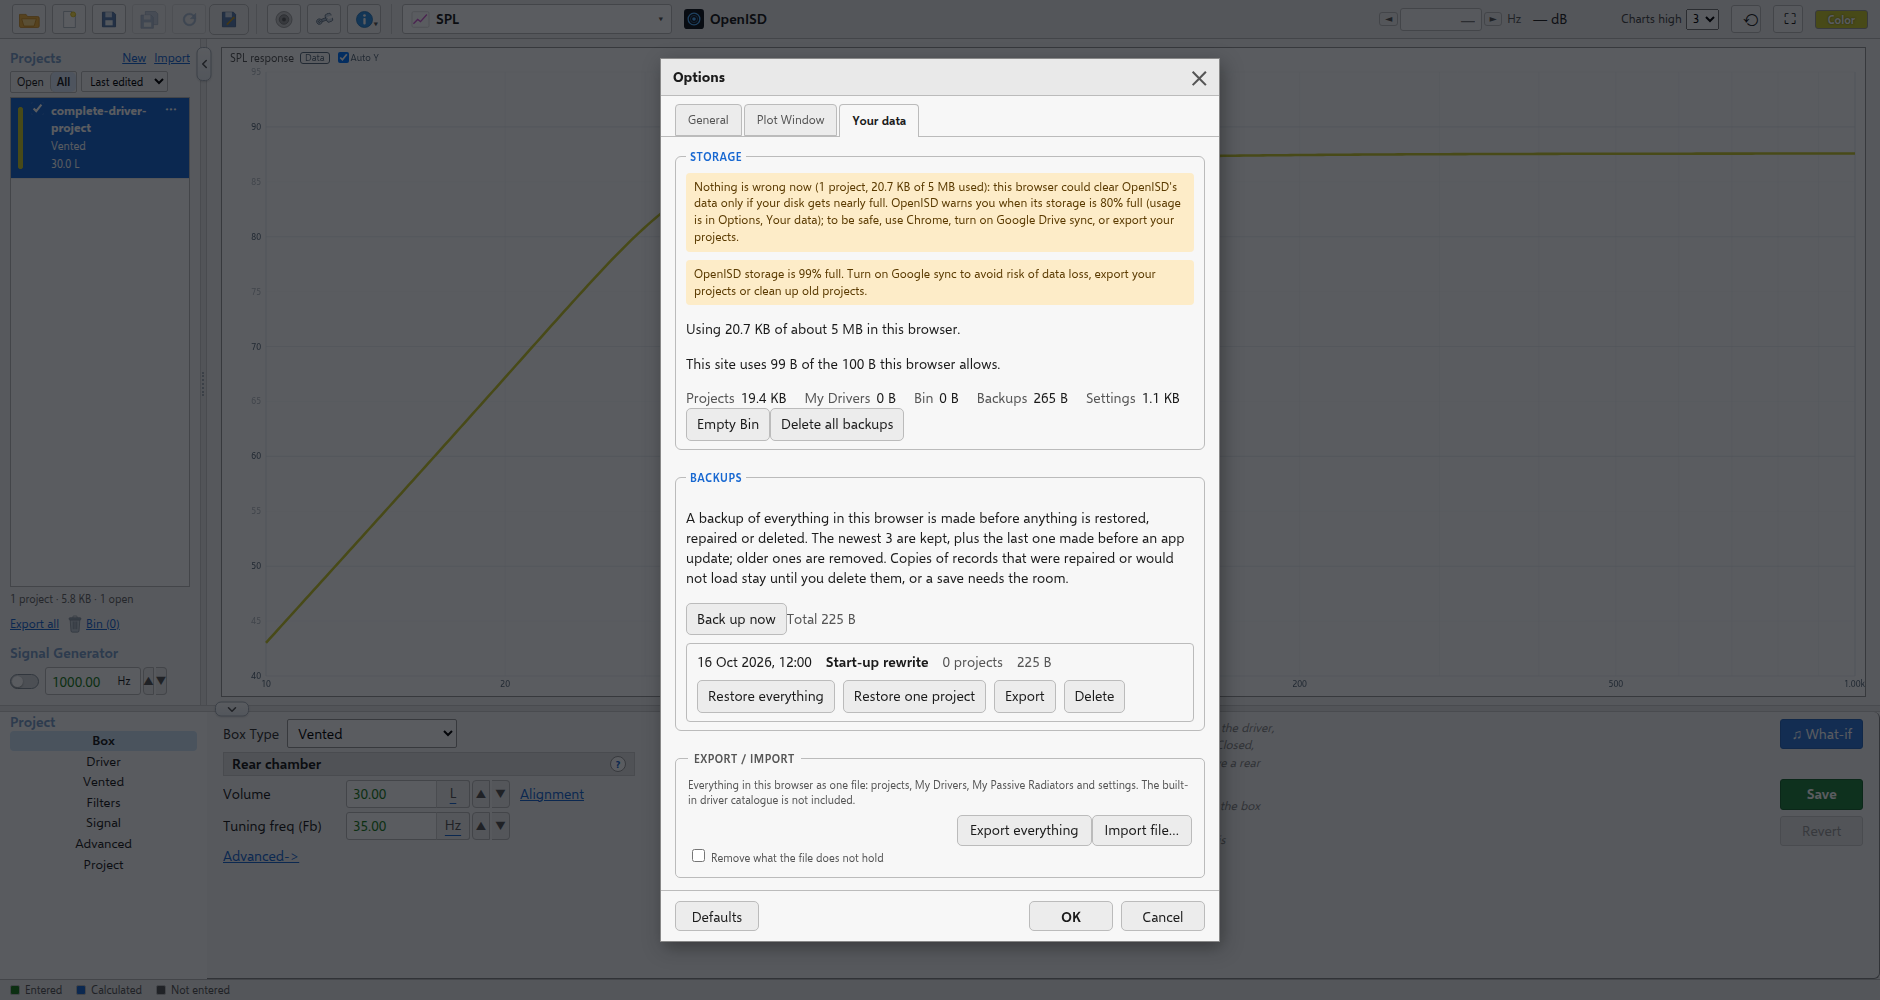 SPL
OpenISD
— Hz — dB
Charts high 3
Color
Projects New Import
Open All Last edited
complete-driver-
project
Vented
30.0 L
1 project · 5.8 KB · 1 open
Export all Bin (0)
Signal Generator
1000.00 Hz
SPL response Data Auto Y
95
90
85
80
75
70
65
60
55
50
45
40
10 20 200 500 1.00k
Options
General Plot Window Your data
STORAGE
Nothing is wrong now (1 project, 20.7 KB of 5 MB used): this browser could clear OpenISD's
data only if your disk gets nearly full. OpenISD warns you when its storage is 80% full (usage
is in Options, Your data); to be safe, use Chrome, turn on Google Drive sync, or export your
projects.
OpenISD storage is 99% full. Turn on Google sync to avoid risk of data loss, export your
projects or clean up old projects.
Using 20.7 KB of about 5 MB in this browser.
This site uses 99 B of the 100 B this browser allows.
Projects 19.4 KB My Drivers 0 B Bin 0 B Backups 265 B Settings 1.1 KB
Empty Bin Delete all backups
BACKUPS
A backup of everything in this browser is made before anything is restored,
repaired or deleted. The newest 3 are kept, plus the last one made before an app
update; older ones are removed. Copies of records that were repaired or would
not load stay until you delete them, or a save needs the room.
Back up now Total 225 B
16 Oct 2026, 12:00 Start-up rewrite 0 projects 225 B
Restore everything Restore one project Export Delete
EXPORT / IMPORT
Everything in this browser as one file: projects, My Drivers, My Passive Radiators and settings. The built-
in driver catalogue is not included.
Export everything Import file...
Remove what the file does not hold
Defaults OK Cancel
Project
Box
Driver
Vented
Filters
Signal
Advanced
Project
Box Type Vented
Rear chamber ?
Volume 30.00 L Alignment
Tuning freq (Fb) 35.00 Hz
Advanced->
the driver,
Closed,
e a rear
the box
s
♫ What-if
Save
Revert
Entered Calculated Not entered